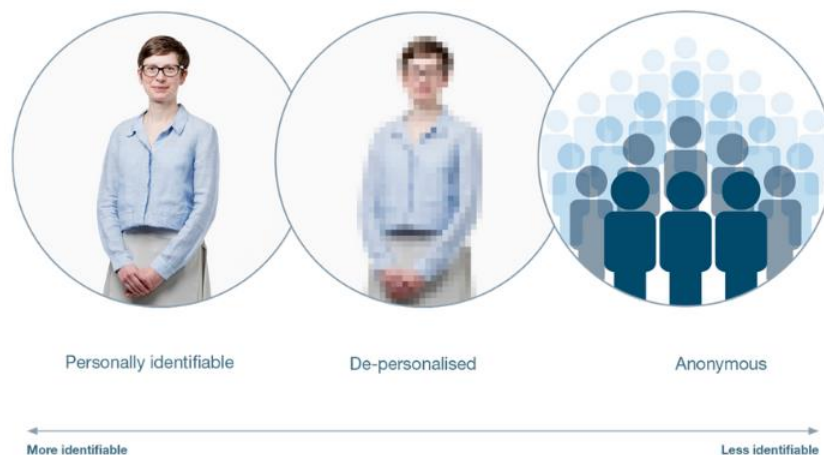 Personally identifiable
De-personalised
Anonymous
More identifiable
Less identifiable